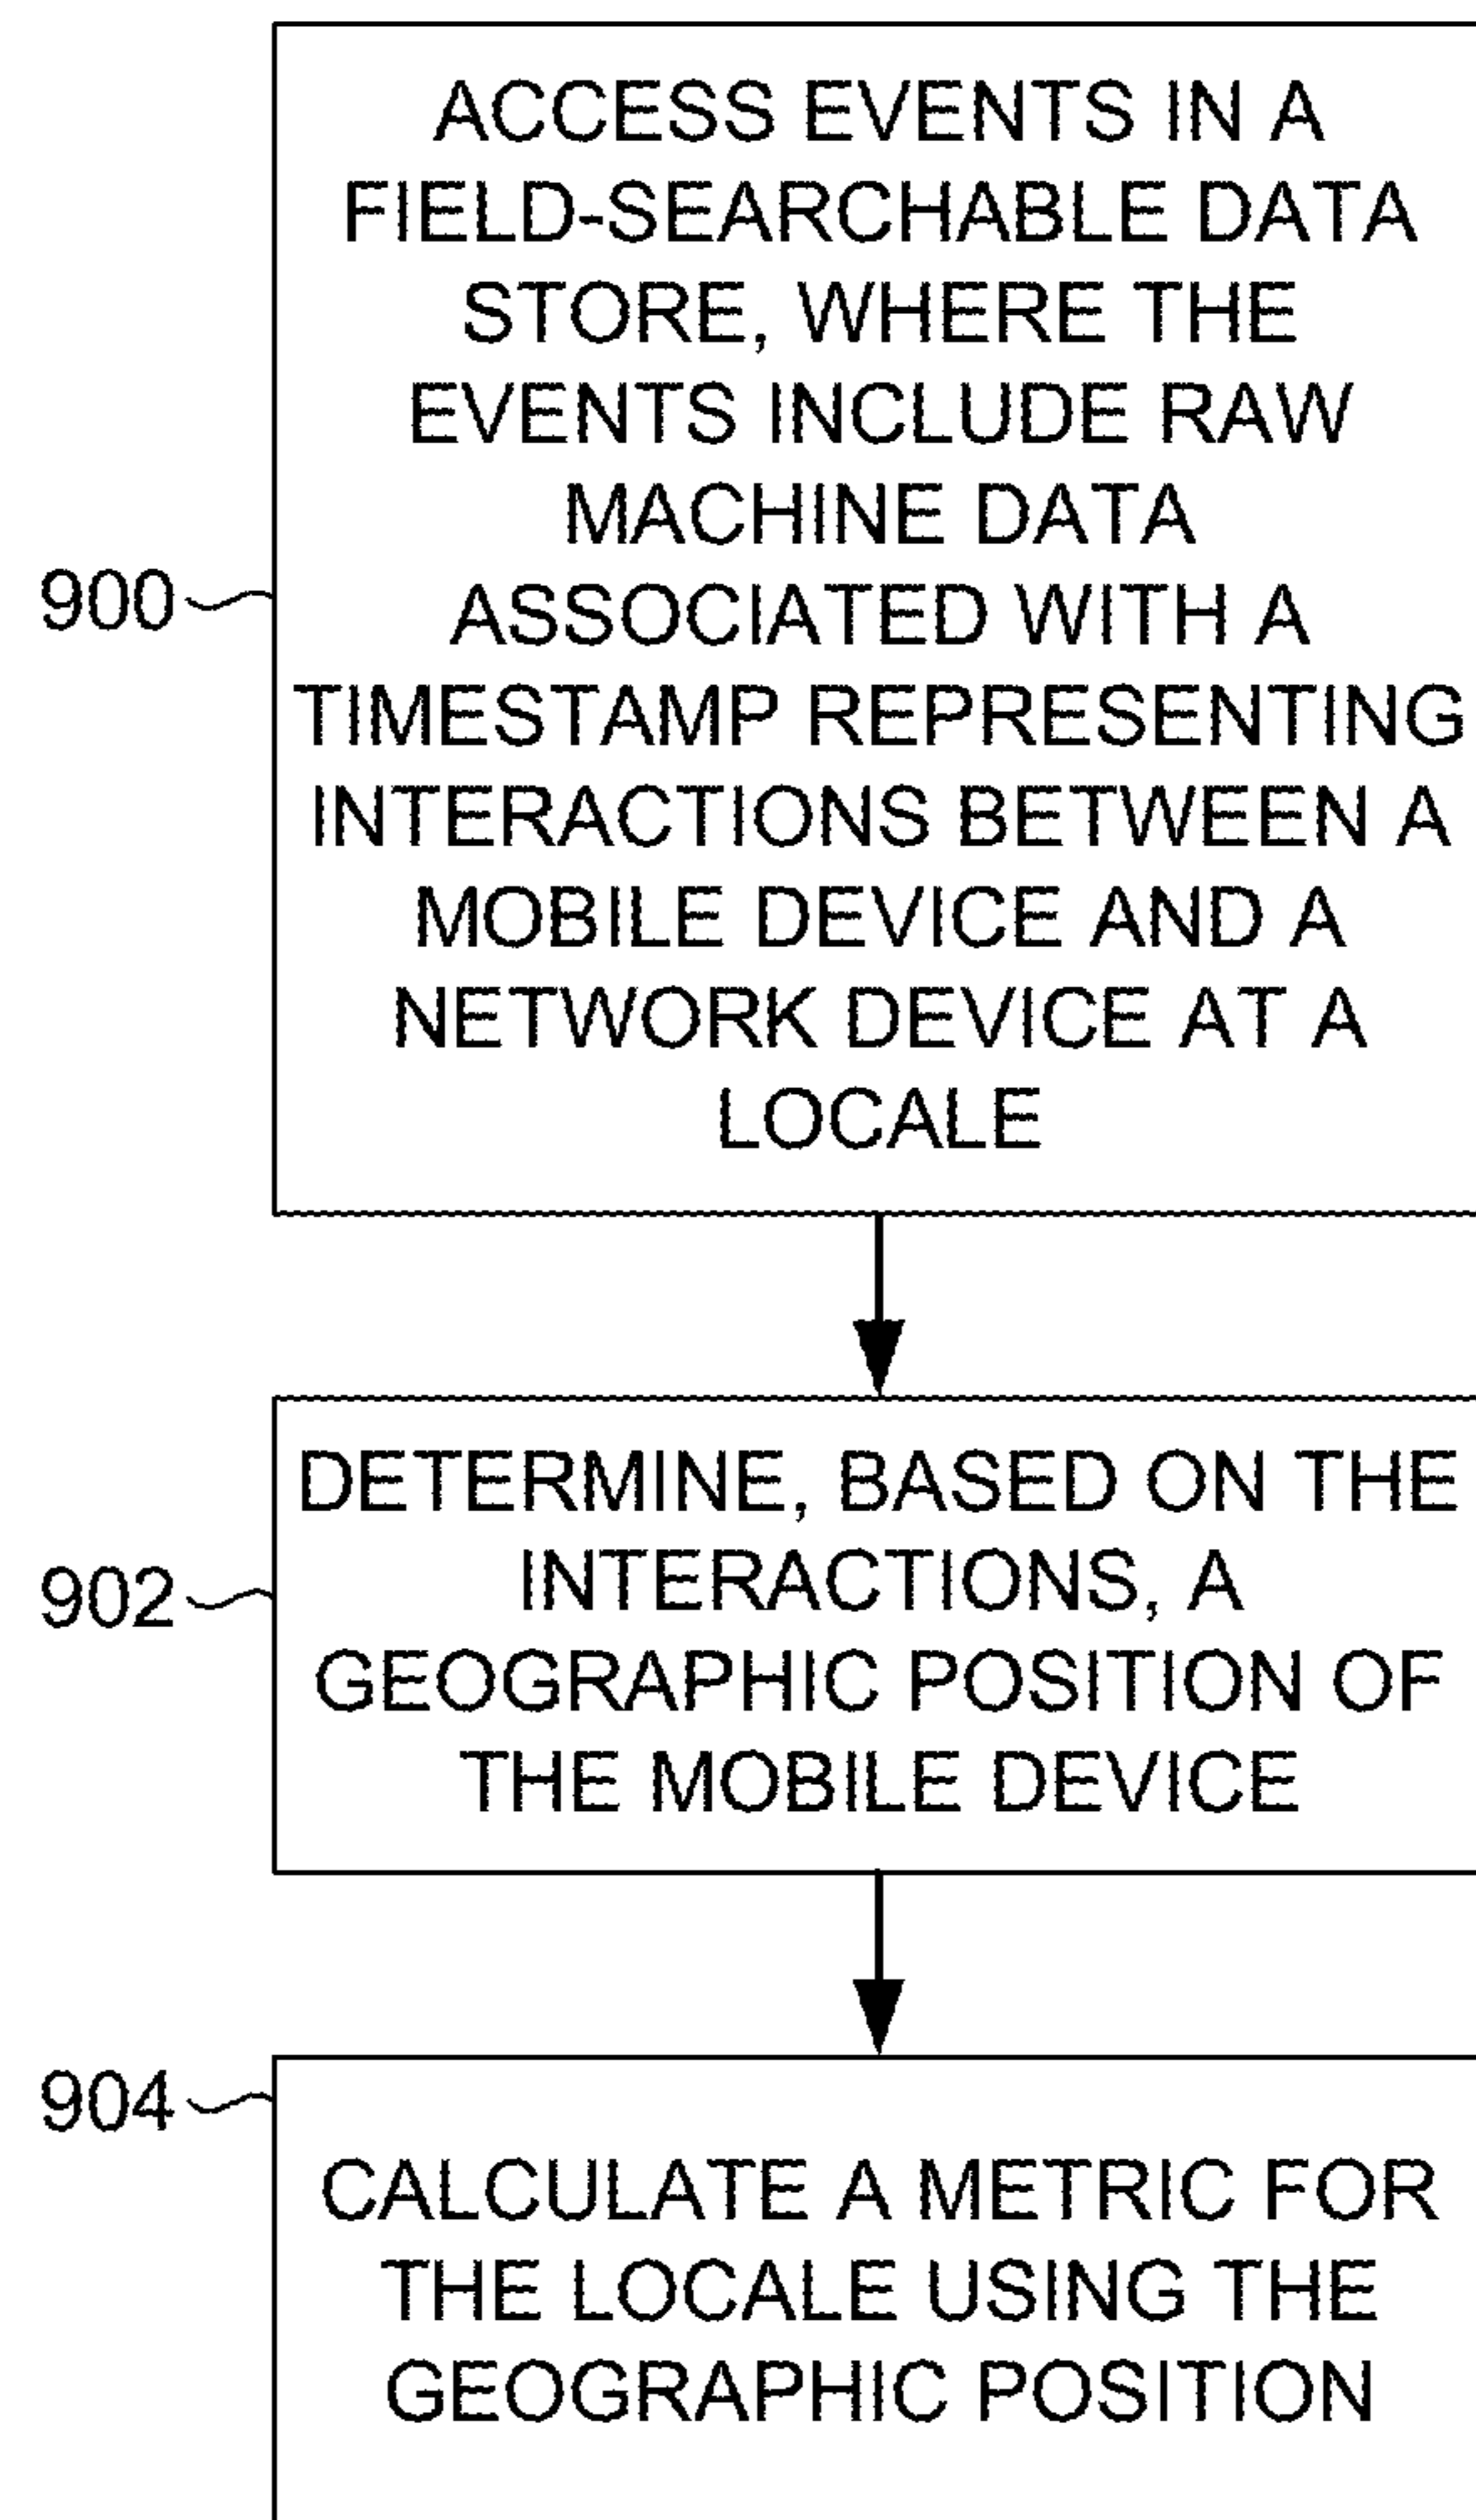 ACCESS EVENTS IN A
FIELD-SEARCHABLE DATA
STORE, WHERE THE
EVENTS INCLUDE RAW
MACHINE DATA
900
ASSOCIATED WITH A
TIMESTAMP REPRESENTING
INTERACTIONS BETWEEN A
MOBILE DEVICE AND A
NETWORK DEVICE AT A
LOCALE
DETERMINE, BASED ON THE
902
INTERACTIONS, A
GEOGRAPHIC POSITION OF
THE MOBILE DEVICE
904
CALCULATE A METRIC FOR
THE LOCALE USING THE
GEOGRAPHIC POSITION